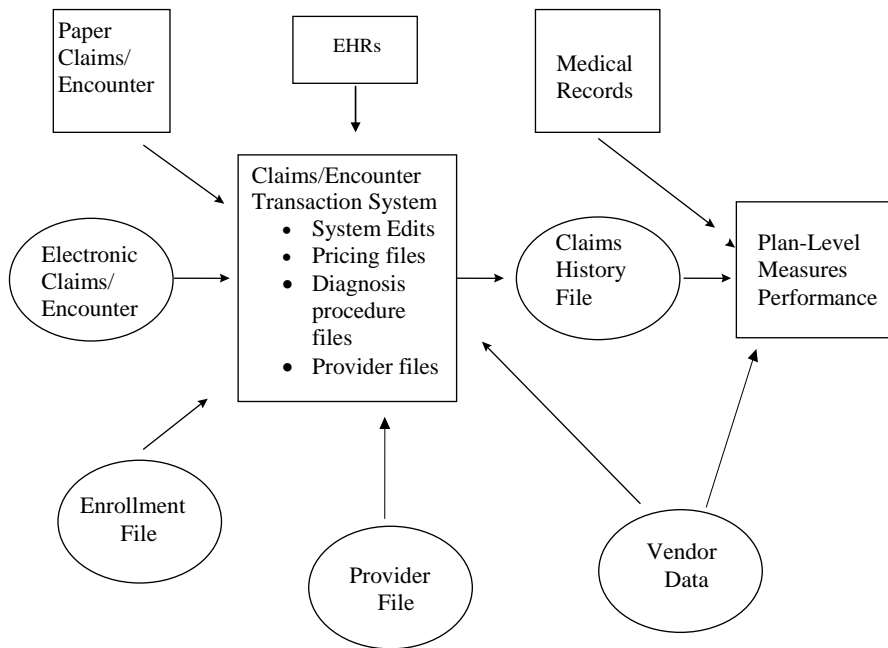 Paper
Claims/
Encounter
EHRs
Medical
Records
Claims/Encounter
Transaction System
• System Edits
• Pricing files
• Diagnosis
procedure
files
• Provider files
Electronic
Claims/
Encounter
Claims
History
File
Plan-Level
Measures
Performance
Enrollment
File
Provider
File
Vendor
Data